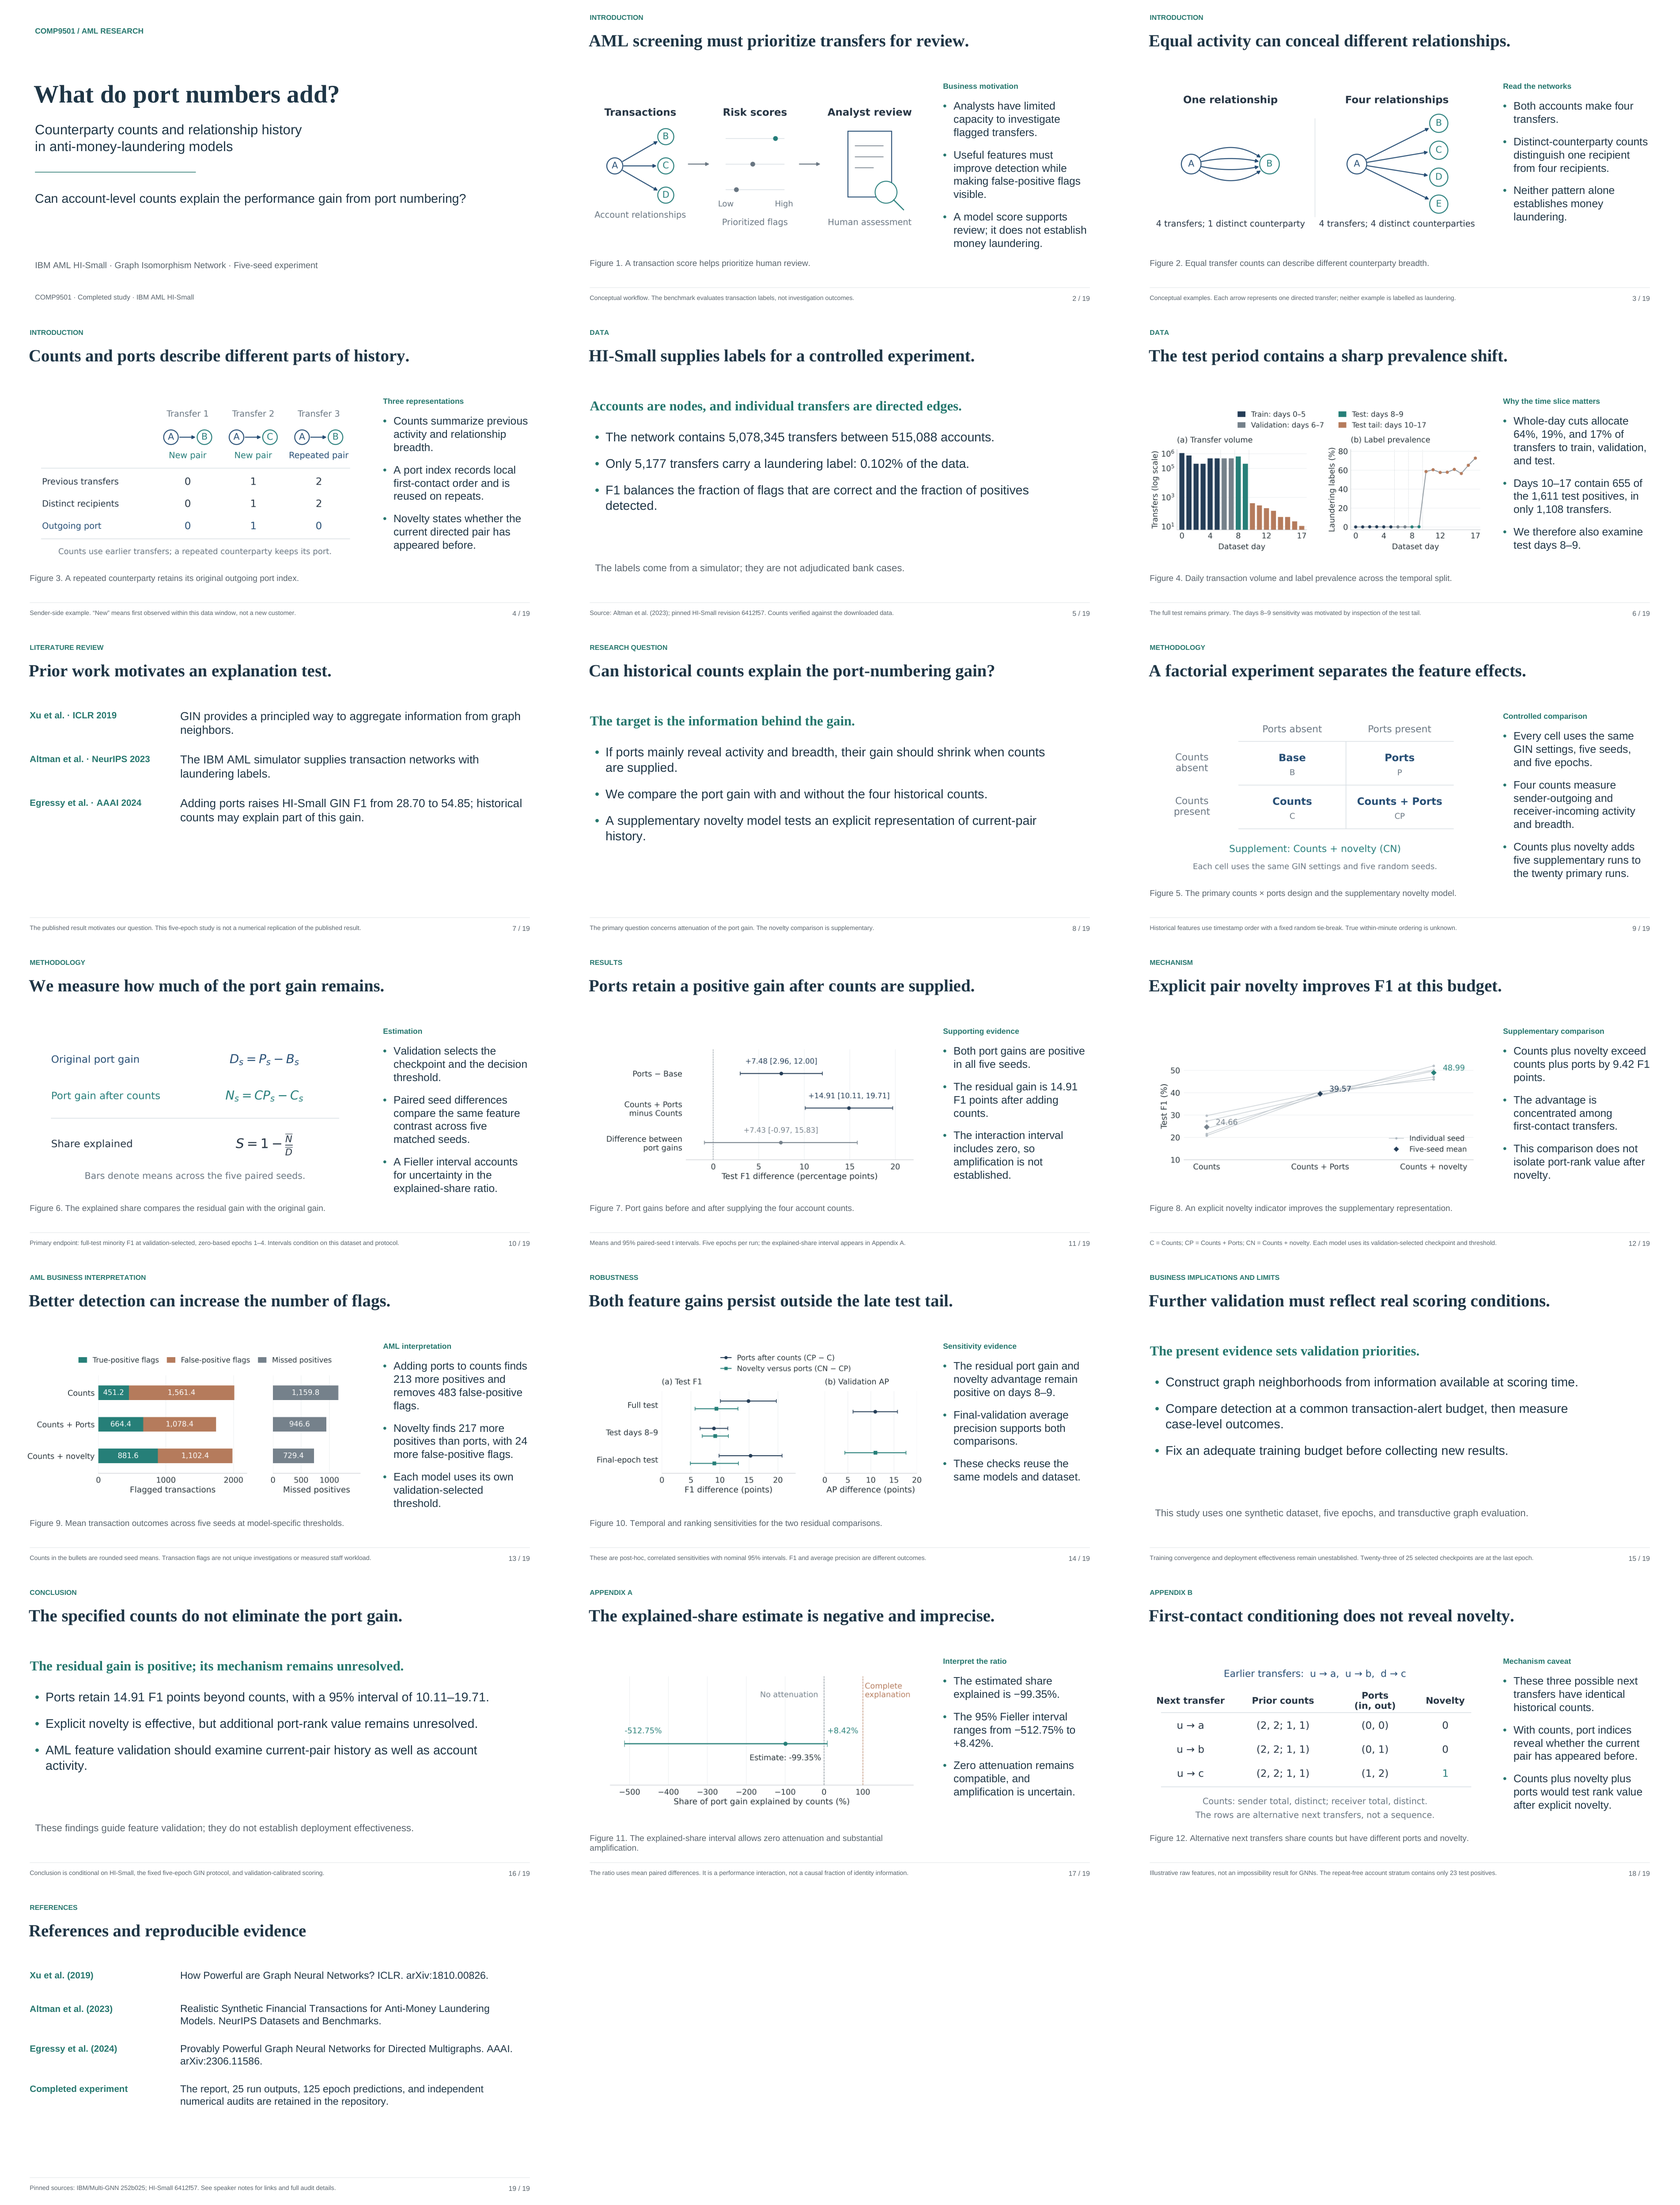 COMP9501 / AML RESEARCH
What do port numbers add?
Counterparty counts and relationship history
in anti-money-laundering models
Can account-level counts explain the performance gain from port numbering?
IBM AML HI-Small · Graph Isomorphism Network · Five-seed experiment
COMP9501 · Completed study · IBM AML HI-Small
INTRODUCTION
AML screening must prioritize transfers for review.
Transactions
Risk scores
Analyst review
A
B
C
D
Low
High
Account relationships
Prioritized flags
Human assessment
Business motivation
• Analysts have limited
capacity to investigate
flagged transfers.
• Useful features must
improve detection while
making false-positive flags
visible.
• A model score supports
review; it does not establish
money laundering.
Figure 1. A transaction score helps prioritize human review.
Conceptual workflow. The benchmark evaluates transaction labels, not investigation outcomes.
2 / 19
INTRODUCTION
Equal activity can conceal different relationships.
One relationship
Four relationships
A
B
A
B
C
D
E
4 transfers; 1 distinct counterparty
4 transfers; 4 distinct counterparties
Read the networks
• Both accounts make four
transfers.
• Distinct-counterparty counts
distinguish one recipient
from four recipients.
• Neither pattern alone
establishes money
laundering.
Figure 2. Equal transfer counts can describe different counterparty breadth.
Conceptual examples. Each arrow represents one directed transfer; neither example is labelled as laundering.
3 / 19
INTRODUCTION
Counts and ports describe different parts of history.
Transfer 1
Transfer 2
Transfer 3
A B
A C
A B
New pair
New pair
Repeated pair
Previous transfers 0 1 2
Distinct recipients 0 1 2
Outgoing port 0 1 0
Counts use earlier transfers; a repeated counterparty keeps its port.
Three representations
• Counts summarize previous
activity and relationship
breadth.
• A port index records local
first-contact order and is
reused on repeats.
• Novelty states whether the
current directed pair has
appeared before.
Figure 3. A repeated counterparty retains its original outgoing port index.
Sender-side example. “New” means first observed within this data window, not a new customer.
4 / 19
DATA
HI-Small supplies labels for a controlled experiment.
Accounts are nodes, and individual transfers are directed edges.
• The network contains 5,078,345 transfers between 515,088 accounts.
• Only 5,177 transfers carry a laundering label: 0.102% of the data.
• F1 balances the fraction of flags that are correct and the fraction of positives
detected.
The labels come from a simulator; they are not adjudicated bank cases.
Source: Altman et al. (2023); pinned HI-Small revision 6412f57. Counts verified against the downloaded data.
5 / 19
DATA
The test period contains a sharp prevalence shift.
Train: days 0–5
Test: days 8–9
Validation: days 6–7
Test tail: days 10–17
(a) Transfer volume
(b) Label prevalence
Transfers (log scale)
10⁶
10⁵
10³
10¹
0 4 8 12 17
Dataset day
Laundering labels (%)
80
60
40
20
0
0 4 8 12 17
Dataset day
Why the time slice matters
• Whole-day cuts allocate
64%, 19%, and 17% of
transfers to train, validation,
and test.
• Days 10–17 contain 655 of
the 1,611 test positives, in
only 1,108 transfers.
• We therefore also examine
test days 8–9.
Figure 4. Daily transaction volume and label prevalence across the temporal split.
The full test remains primary. The days 8–9 sensitivity was motivated by inspection of the test tail.
6 / 19
LITERATURE REVIEW
Prior work motivates an explanation test.
Xu et al. · ICLR 2019
GIN provides a principled way to aggregate information from graph
neighbors.
Altman et al. · NeurIPS 2023
The IBM AML simulator supplies transaction networks with
laundering labels.
Egressy et al. · AAAI 2024
Adding ports raises HI-Small GIN F1 from 28.70 to 54.85; historical
counts may explain part of this gain.
The published result motivates our question. This five-epoch study is not a numerical replication of the published result.
7 / 19
RESEARCH QUESTION
Can historical counts explain the port-numbering gain?
The target is the information behind the gain.
• If ports mainly reveal activity and breadth, their gain should shrink when counts
are supplied.
• We compare the port gain with and without the four historical counts.
• A supplementary novelty model tests an explicit representation of current-pair
history.
The primary question concerns attenuation of the port gain. The novelty comparison is supplementary.
8 / 19
METHODOLOGY
A factorial experiment separates the feature effects.
Ports absent
Ports present
Counts
absent
Base
B
Ports
P
Counts
present
Counts
C
Counts + Ports
CP
Supplement: Counts + novelty (CN)
Each cell uses the same GIN settings and five random seeds.
Controlled comparison
• Every cell uses the same
GIN settings, five seeds,
and five epochs.
• Four counts measure
sender-outgoing and
receiver-incoming activity
and breadth.
• Counts plus novelty adds
five supplementary runs to
the twenty primary runs.
Figure 5. The primary counts × ports design and the supplementary novelty model.
Historical features use timestamp order with a fixed random tie-break. True within-minute ordering is unknown.
9 / 19
METHODOLOGY
We measure how much of the port gain remains.
Original port gain
Dₛ = Pₛ − Bₛ
Port gain after counts
Nₛ = CPₛ − Cₛ
Share explained
S = 1 − N̄/D̄
Bars denote means across the five paired seeds.
Estimation
• Validation selects the
checkpoint and the decision
threshold.
• Paired seed differences
compare the same feature
contrast across five
matched seeds.
• A Fieller interval accounts
for uncertainty in the
explained-share ratio.
Figure 6. The explained share compares the residual gain with the original gain.
Primary endpoint: full-test minority F1 at validation-selected, zero-based epochs 1–4. Intervals condition on this dataset and protocol.
10 / 19
RESULTS
Ports retain a positive gain after counts are supplied.
+7.48 [2.96, 12.00]
Ports − Base
+14.91 [10.11, 19.71]
Counts + Ports
minus Counts
+7.43 [-0.97, 15.83]
Difference between
port gains
0 5 10 15 20
Test F1 difference (percentage points)
Supporting evidence
• Both port gains are positive
in all five seeds.
• The residual gain is 14.91
F1 points after adding
counts.
• The interaction interval
includes zero, so
amplification is not
established.
Figure 7. Port gains before and after supplying the four account counts.
Means and 95% paired-seed t intervals. Five epochs per run; the explained-share interval appears in Appendix A.
11 / 19
MECHANISM
Explicit pair novelty improves F1 at this budget.
Test F1 (%)
50
40
30
20
10
24.66
39.57
48.99
Individual seed
Five-seed mean
Counts
Counts + Ports
Counts + novelty
Supplementary comparison
• Counts plus novelty exceed
counts plus ports by 9.42 F1
points.
• The advantage is
concentrated among
first-contact transfers.
• This comparison does not
isolate port-rank value after
novelty.
Figure 8. An explicit novelty indicator improves the supplementary representation.
C = Counts; CP = Counts + Ports; CN = Counts + novelty. Each model uses its validation-selected checkpoint and threshold.
12 / 19
AML BUSINESS INTERPRETATION
Better detection can increase the number of flags.
True-positive flags
False-positive flags
Missed positives
Counts 451.2 1,561.4 1,159.8
Counts + Ports 664.4 1,078.4 946.6
Counts + novelty 881.6 1,102.4 729.4
0 1000 2000
Flagged transactions
0 500 1000
Missed positives
AML interpretation
• Adding ports to counts finds
213 more positives and
removes 483 false-positive
flags.
• Novelty finds 217 more
positives than ports, with 24
more false-positive flags.
• Each model uses its own
validation-selected
threshold.
Figure 9. Mean transaction outcomes across five seeds at model-specific thresholds.
Counts in the bullets are rounded seed means. Transaction flags are not unique investigations or measured staff workload.
13 / 19
ROBUSTNESS
Both feature gains persist outside the late test tail.
Ports after counts (CP − C)
Novelty versus ports (CN − CP)
(a) Test F1
(b) Validation AP
Full test
Test days 8–9
Final-epoch test
0 5 10 15 20
F1 difference (points)
0 5 10 15 20
AP difference (points)
Sensitivity evidence
• The residual port gain and
novelty advantage remain
positive on days 8–9.
• Final-validation average
precision supports both
comparisons.
• These checks reuse the
same models and dataset.
Figure 10. Temporal and ranking sensitivities for the two residual comparisons.
These are post-hoc, correlated sensitivities with nominal 95% intervals. F1 and average precision are different outcomes.
14 / 19
BUSINESS IMPLICATIONS AND LIMITS
Further validation must reflect real scoring conditions.
The present evidence sets validation priorities.
• Construct graph neighborhoods from information available at scoring time.
• Compare detection at a common transaction-alert budget, then measure
case-level outcomes.
• Fix an adequate training budget before collecting new results.
This study uses one synthetic dataset, five epochs, and transductive graph evaluation.
Training convergence and deployment effectiveness remain unestablished. Twenty-three of 25 selected checkpoints are at the last epoch.
15 / 19
CONCLUSION
The specified counts do not eliminate the port gain.
The residual gain is positive; its mechanism remains unresolved.
• Ports retain 14.91 F1 points beyond counts, with a 95% interval of 10.11–19.71.
• Explicit novelty is effective, but additional port-rank value remains unresolved.
• AML feature validation should examine current-pair history as well as account
activity.
These findings guide feature validation; they do not establish deployment effectiveness.
Conclusion is conditional on HI-Small, the fixed five-epoch GIN protocol, and validation-calibrated scoring.
16 / 19
APPENDIX A
The explained-share estimate is negative and imprecise.
No attenuation
Complete
explanation
-512.75%
+8.42%
Estimate: -99.35%
−500 −400 −300 −200 −100 0 100
Share of port gain explained by counts (%)
Interpret the ratio
• The estimated share
explained is −99.35%.
• The 95% Fieller interval
ranges from −512.75% to
+8.42%.
• Zero attenuation remains
compatible, and
amplification is uncertain.
Figure 11. The explained-share interval allows zero attenuation and substantial
amplification.
The ratio uses mean paired differences. It is a performance interaction, not a causal fraction of identity information.
17 / 19
APPENDIX B
First-contact conditioning does not reveal novelty.
Earlier transfers: u → a, u → b, d → c
Next transfer
Prior counts
Ports
(in, out)
Novelty
u → a (2, 2; 1, 1) (0, 0) 0
u → b (2, 2; 1, 1) (0, 1) 0
u → c (2, 2; 1, 1) (1, 2) 1
Counts: sender total, distinct; receiver total, distinct.
The rows are alternative next transfers, not a sequence.
Mechanism caveat
• These three possible next
transfers have identical
historical counts.
• With counts, port indices
reveal whether the current
pair has appeared before.
• Counts plus novelty plus
ports would test rank value
after explicit novelty.
Figure 12. Alternative next transfers share counts but have different ports and novelty.
Illustrative raw features, not an impossibility result for GNNs. The repeat-free account stratum contains only 23 test positives.
18 / 19
REFERENCES
References and reproducible evidence
Xu et al. (2019)
How Powerful are Graph Neural Networks? ICLR. arXiv:1810.00826.
Altman et al. (2023)
Realistic Synthetic Financial Transactions for Anti-Money Laundering
Models. NeurIPS Datasets and Benchmarks.
Egressy et al. (2024)
Provably Powerful Graph Neural Networks for Directed Multigraphs. AAAI.
arXiv:2306.11586.
Completed experiment
The report, 25 run outputs, 125 epoch predictions, and independent
numerical audits are retained in the repository.
Pinned sources: IBM/Multi-GNN 252b025; HI-Small 6412f57. See speaker notes for links and full audit details.
19 / 19